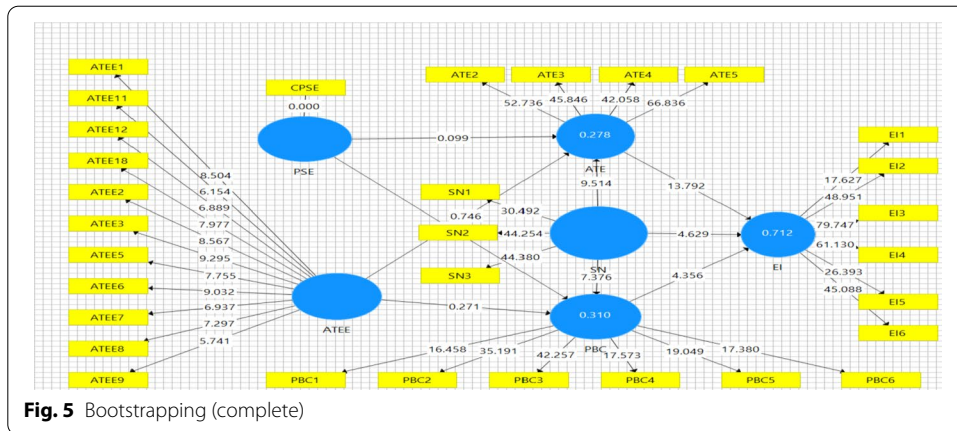 ATEE1
ATEE11
ATEE12
ATEE18
ATEE2
ATEE3
ATEE5
ATEE6
ATEE7
ATEE8
ATEE9
8.504
6.154
6.889
7.977
8.567
9.295
7.755
9.032
6.937
7.297
5.741
ATEE
CPSE
0.000
PSE
0.099
0.746
0.271
ATE2
ATE3
ATE4
ATE5
52.736
45.846
42.058
66.836
0.278
ATE
9.514
13.792
SN1
SN2
SN3
30.492
44.254
44.380
SN
4.629
7.376
4.356
0.310
PBC
16.458
35.191
42.257
17.573
19.049
17.380
PBC1
PBC2
PBC3
PBC4
PBC5
PBC6
0.712
EI
17.627
48.951
79.747
61.130
26.393
45.088
EI1
EI2
EI3
EI4
EI5
EI6
Fig. 5 Bootstrapping (complete)